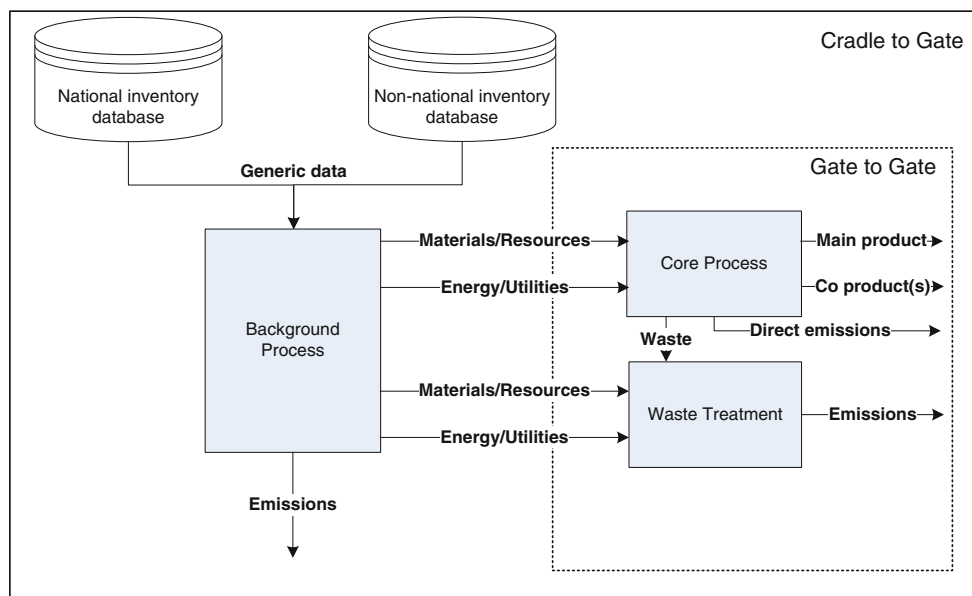 Cradle to Gate
National inventory
database
Non-national inventory
database
Generic data
Gate to Gate
Background
Process
Materials/Resources
Energy/Utilities
Core Process
Main product
Co product(s)
Direct emissions
Waste
Materials/Resources
Energy/Utilities
Waste Treatment
Emissions
Emissions